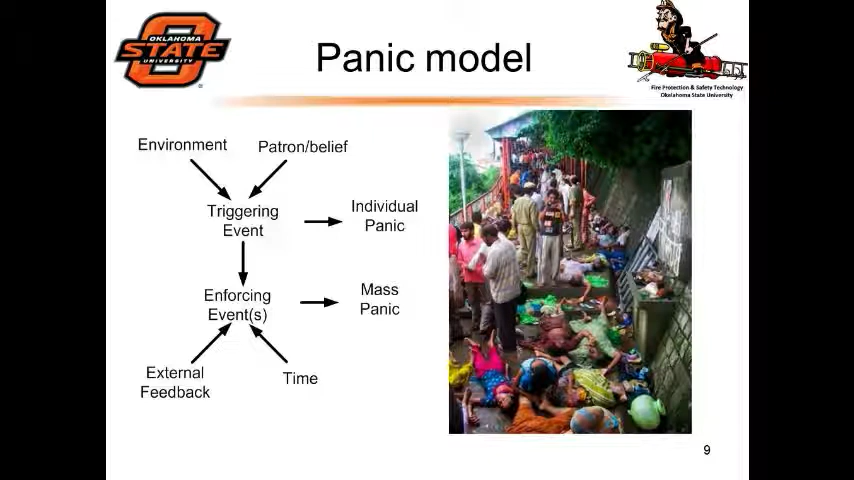 OKLAHOMA
STATE
UNIVERSITY
Panic model
Fire Protection & Safety Technology
Oklahoma State University
Environment
Patron/belief
Triggering
Event
Individual
Panic
Enforcing
Event(s)
Mass
Panic
External
Feedback
Time
9